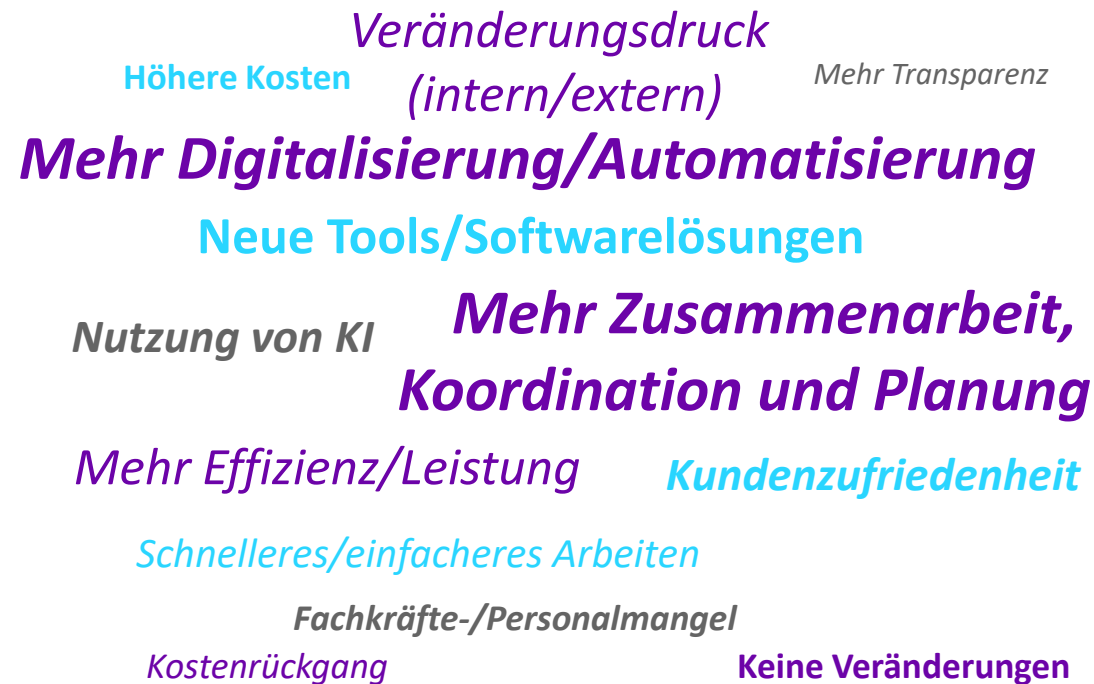 Veränderungsdruck
(intern/extern)
Höhere Kosten
Mehr Transparenz
Mehr Digitalisierung/Automatisierung
Neue Tools/Softwarelösungen
Nutzung von KI
Mehr Zusammenarbeit,
Koordination und Planung
Mehr Effizienz/Leistung
Kundenzufriedenheit
Schnelleres/einfacheres Arbeiten
Fachkräfte-/Personalmangel
Kostenrückgang
Keine Veränderungen